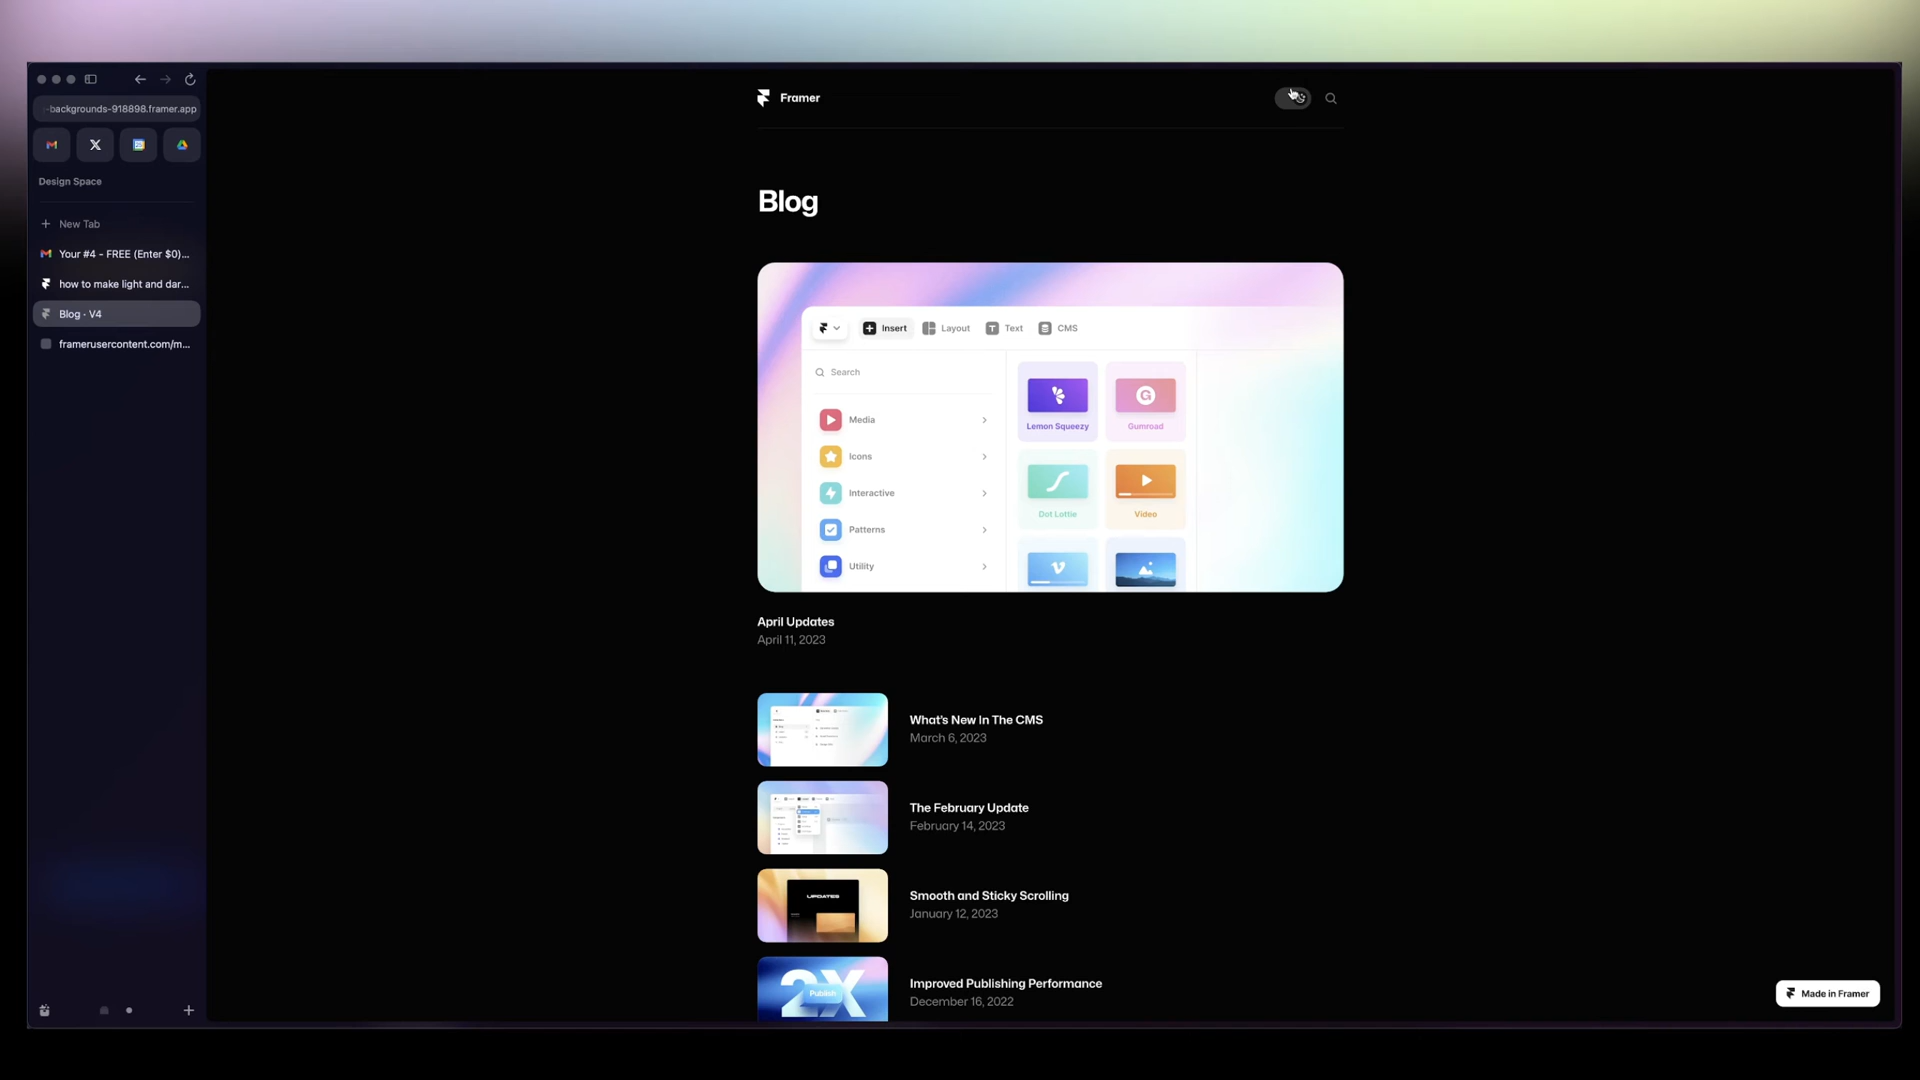 -backgrounds-918898.framer.app
Design Space
New Tab
Your #4 - FREE (Enter $0)...
how to make light and dar...
Blog · V4
framerusercontent.com/m...
Framer
Blog
Insert
Layout
Text
CMS
Search
Media
Icons
Interactive
Patterns
Utility
Lemon Squeezy
Gumroad
Dot Lottie
Video
April Updates
April 11, 2023
What's New In The CMS
March 6, 2023
The February Update
February 14, 2023
UPDATES
Smooth and Sticky Scrolling
January 12, 2023
2X
Publish
Improved Publishing Performance
December 16, 2022
Made in Framer